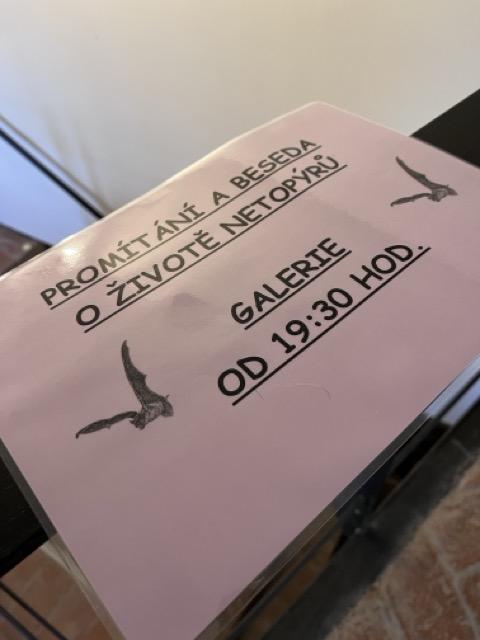 PROMÍTÁNÍ A BESEDA
O ŽIVOTĚ NETOPÝRŮ
GALERIE
OD 19:30 HOD.